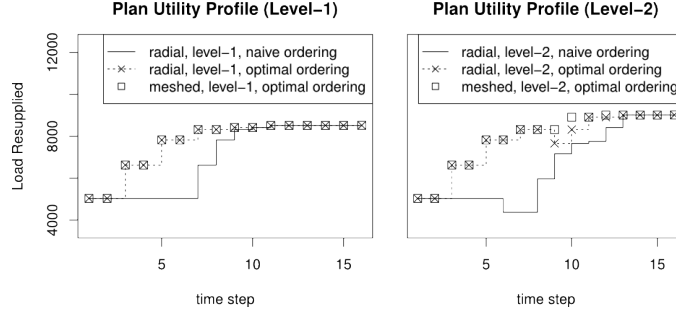 Plan Utility Profile (Level−1)
12000
8000
4000
Load Resupplied
radial, level−1, naive ordering
radial, level−1, optimal ordering
meshed, level−1, optimal ordering
5
10
15
time step
Plan Utility Profile (Level−2)
radial, level−2, naive ordering
radial, level−2, optimal ordering
meshed, level−2, optimal ordering
5
10
15
time step